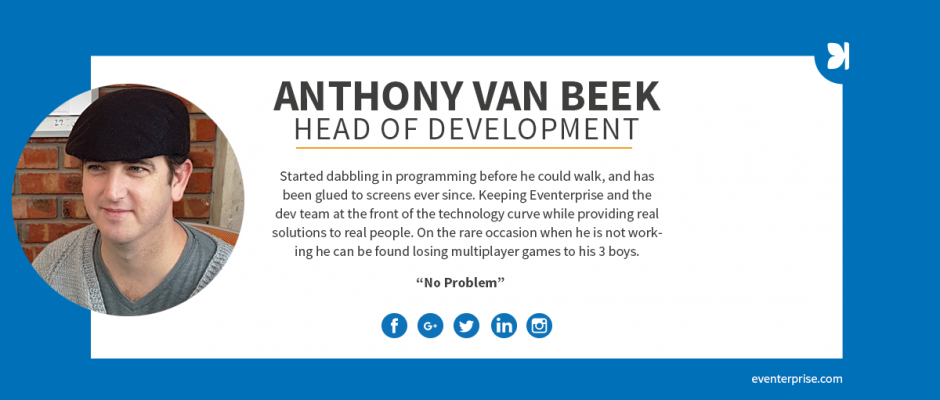 ANTHONY VAN BEEK
HEAD OF DEVELOPMENT
Started dabbling in programming before he could walk, and has
been glued to screens ever since. Keeping Eventerprise and the
dev team at the front of the technology curve while providing real
solutions to real people. On the rare occasion when he is not work-
ing he can be found losing multiplayer games to his 3 boys.
“No Problem”
f G+ in
eventerprise.com